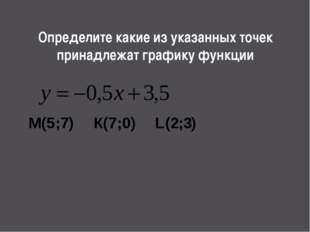 Определите какие из указанных точек
принадлежат графику функции
y = −0,5x + 3,5
М(5;7) К(7;0) L(2;3)